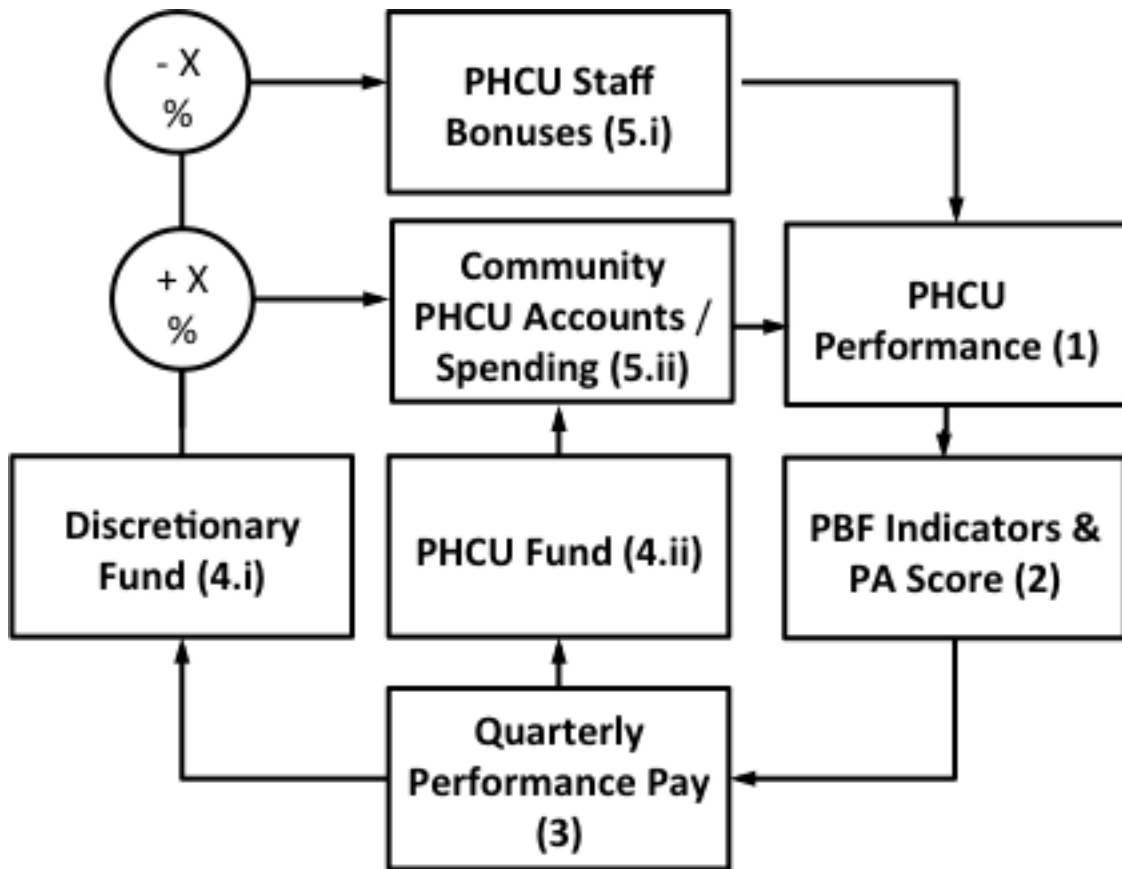 - X
%
PHCU Staff
Bonuses (5.i)
+ X
%
Community
PHCU Accounts /
Spending (5.ii)
PHCU
Performance (1)
Discretionary
Fund (4.i)
PHCU Fund (4.ii)
PBF Indicators &
PA Score (2)
Quarterly
Performance Pay
(3)